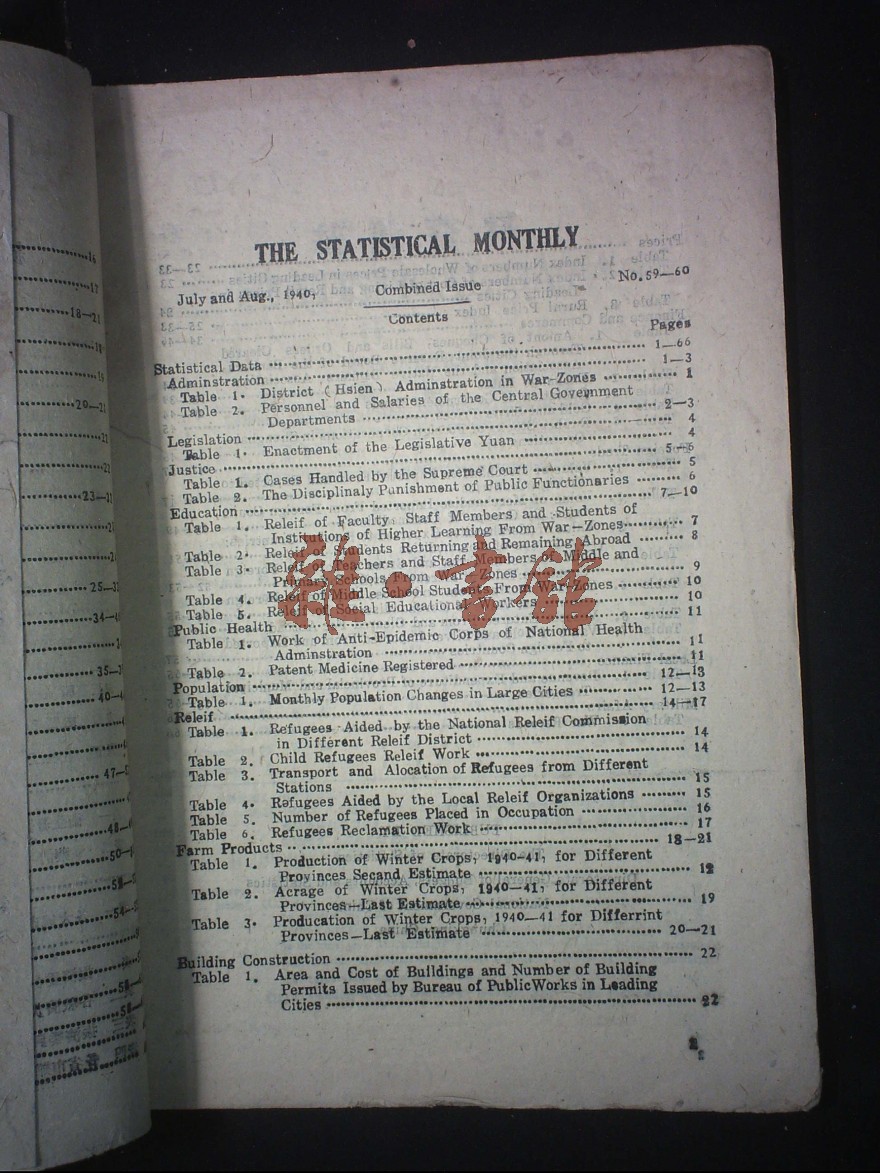 THE STATISTICAL MONTHLY
July and Aug., 1940, Combined Issue No. 59—60
Contents
Pages
Statistical Data 1—66
Adminstration 1—3
Table 1. District (Hsien) Adminstration in War-Zones 1
Table 2. Personnel and Salaries of the Central Government
Departments 2—3
Legislation 4
Table 1. Enactment of the Legislative Yuan 4
Justice 5—6
Table 1. Cases Handled by the Supreme Court 5
Table 2. The Disciplinaly Punishment of Public Functionaries 6
Education 7—10
Table 1. Releif of Faculty, Staff Members and Students of
Institutions of Higher Learning From War—Zones 7
Table 2. Releif of Students Returning and Remaining Abroad 8
Table 3. Releif of Teachers and Staff Members of Middle and
Primary Schools From War Zones 9
Table 4. Releif of Middle School Students From War Zones 10
Table 5. Releif of Social Educational Workers 10
Public Health 11
Table 1. Work of Anti-Epidemic Corps of National Health
Adminstration 11
Table 2. Patent Medicine Registered 11
Population 12—13
Table 1. Monthly Population Changes in Large Cities 12—13
Releif 14—17
Table 1. Refugees Aided by the National Releif Commission
in Different Releif District 14
Table 2. Child Refugees Releif Work 14
Table 3. Transport and Alocation of Refugees from Different
Stations 15
Table 4. Refugees Aided by the Local Releif Organizations 15
Table 5. Number of Refugees Placed in Occupation 16
Table 6. Refugees Reclamation Work 17
Farm Products 18—21
Table 1. Production of Winter Crops, 1940-41, for Different
Provinces Secand Estimate 18
Table 2. Acrage of Winter Crops, 1940—41, for Different
Provinces—Last Estimate 19
Table 3. Producation of Winter Crops, 1940—41 for Differrint
Provinces—Last Estimate 20—21
Building Construction 22
Table 1. Area and Cost of Buildings and Number of Building
Permits Issued by Bureau of Public Works in Leading
Cities 22